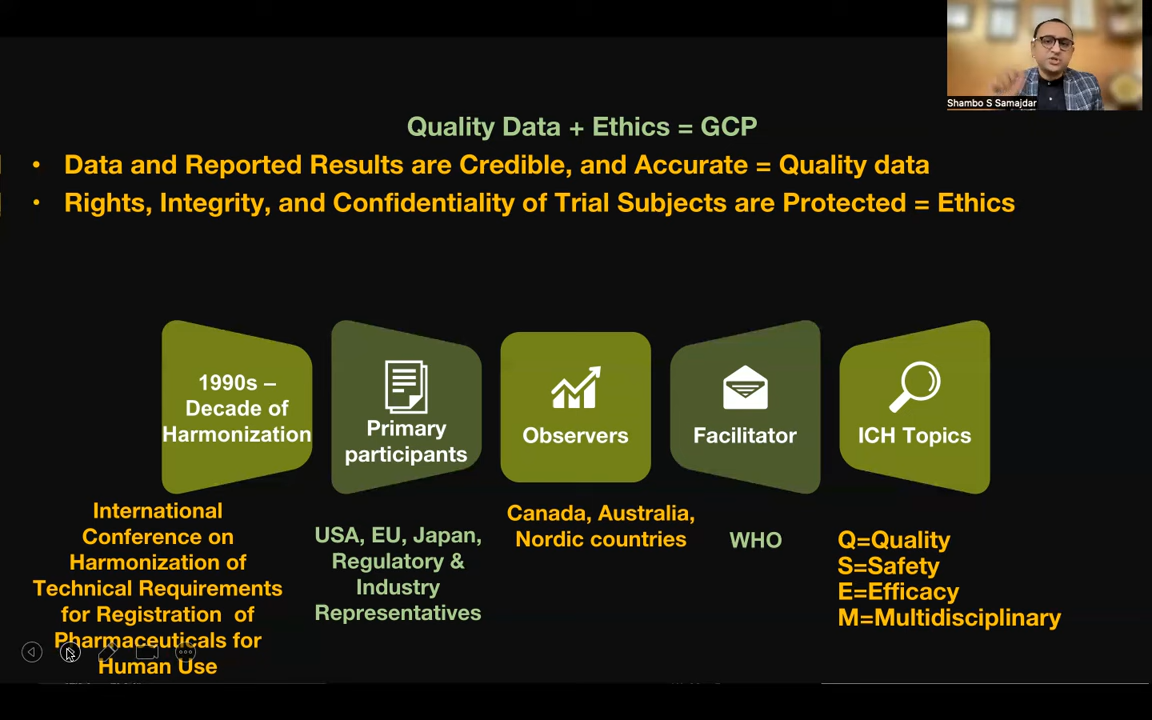 Shambo S Samajdar
Quality Data + Ethics = GCP
• Data and Reported Results are Credible, and Accurate = Quality data
• Rights, Integrity, and Confidentiality of Trial Subjects are Protected = Ethics
1990s –
Decade of
Harmonization
Primary
participants
Observers
Facilitator
ICH Topics
International
Conference on
Harmonization of
Technical Requirements
for Registration of
Pharmaceuticals for
Human Use
USA, EU, Japan,
Regulatory &
Industry
Representatives
Canada, Australia,
Nordic countries
WHO
Q=Quality
S=Safety
E=Efficacy
M=Multidisciplinary